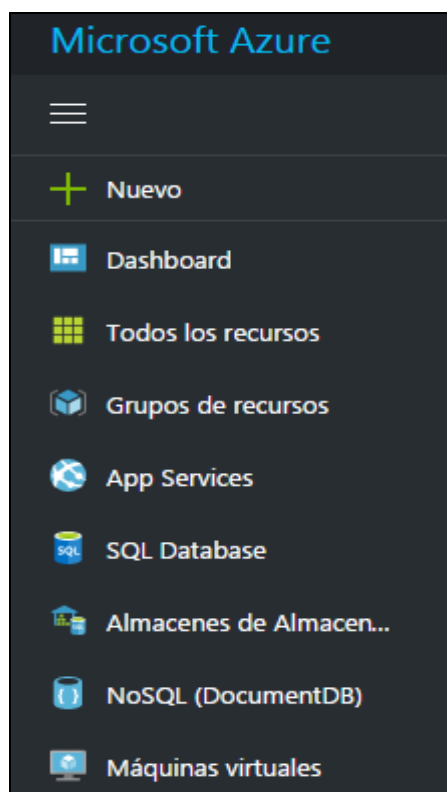 Microsoft Azure
Nuevo
Dashboard
Todos los recursos
Grupos de recursos
App Services
SQL
SQL Database
Almacenes de Almacen...
NoSQL (DocumentDB)
Máquinas virtuales